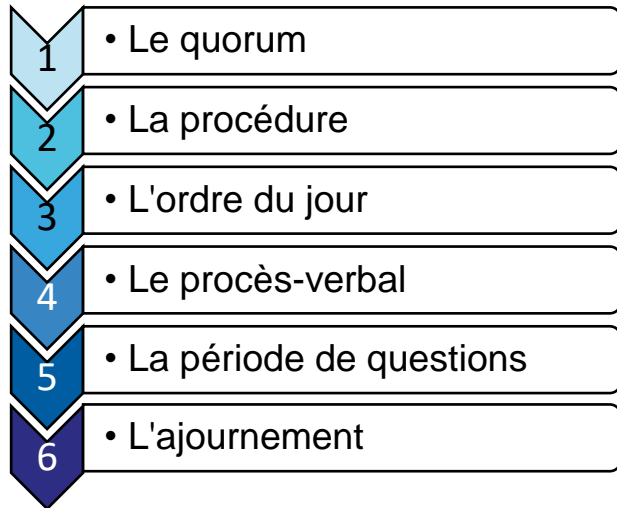 1 • Le quorum
2 • La procédure
3 • L'ordre du jour
4 • Le procès-verbal
5 • La période de questions
6 • L'ajournement